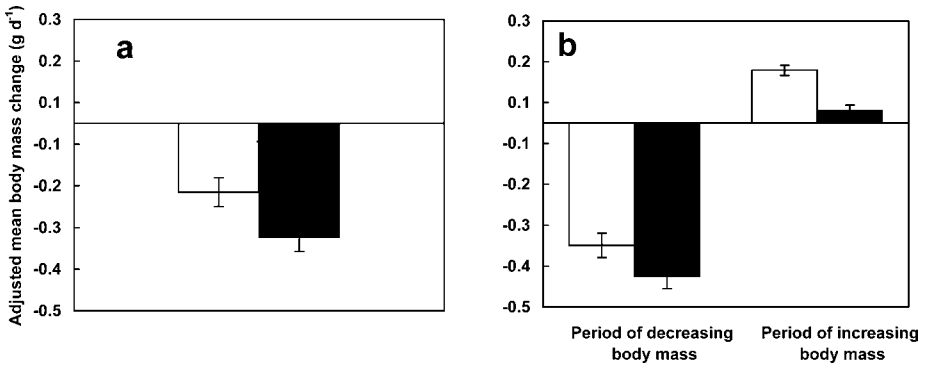 Adjusted mean body mass change (g d⁻¹)
0.3
0.2
0.1
-0.1
-0.2
-0.3
-0.4
-0.5
a
0.3
0.2
0.1
-0.1
-0.2
-0.3
-0.4
-0.5
b
Period of decreasing
body mass
Period of increasing
body mass